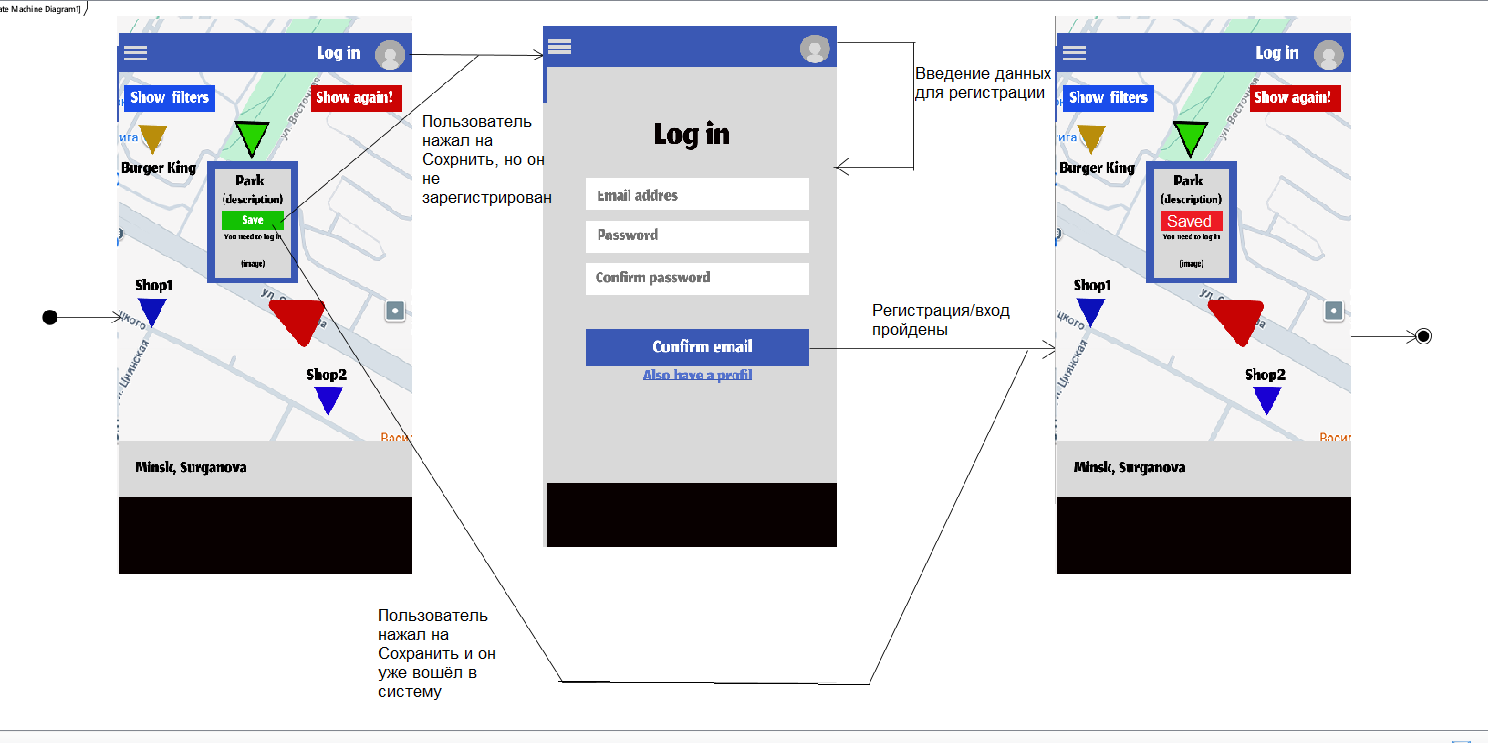 ate Machine Diagram1]
Log in
Show filters
Show again!
ул. Восточная
Burger King
Park
(description)
Save
You need to log in
(image)
Shop1
Shop2
Minsk, Surganova
Пользователь
нажал на
Сохрнить, но он
не
зарегистрирован
Log in
Email addres
Password
Confirm password
Confirm email
Also have a profil
Введение данных
для регистрации
Регистрация/вход
пройдены
Пользователь
нажал на
Сохранить и он
уже вошёл в
систему
Log in
Show filters
Show again!
Burger King
Park
(description)
Saved
You need to log in
(image)
Shop1
Shop2
Minsk, Surganova